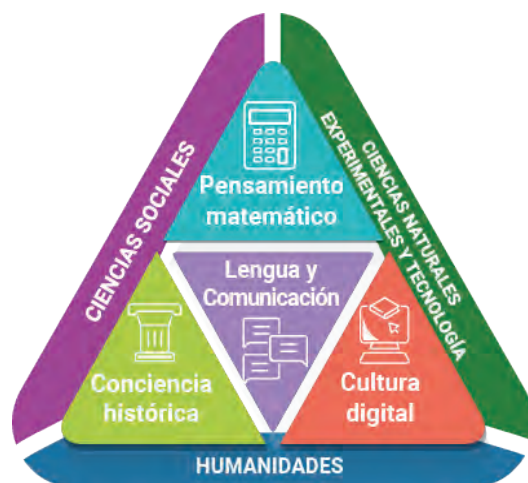 CIENCIAS SOCIALES
CIENCIAS NATURALES
EXPERIMENTALES Y TECNOLOGÍA
Pensamiento
matemático
Lengua y
Comunicación
Conciencia
histórica
Cultura
digital
HUMANIDADES